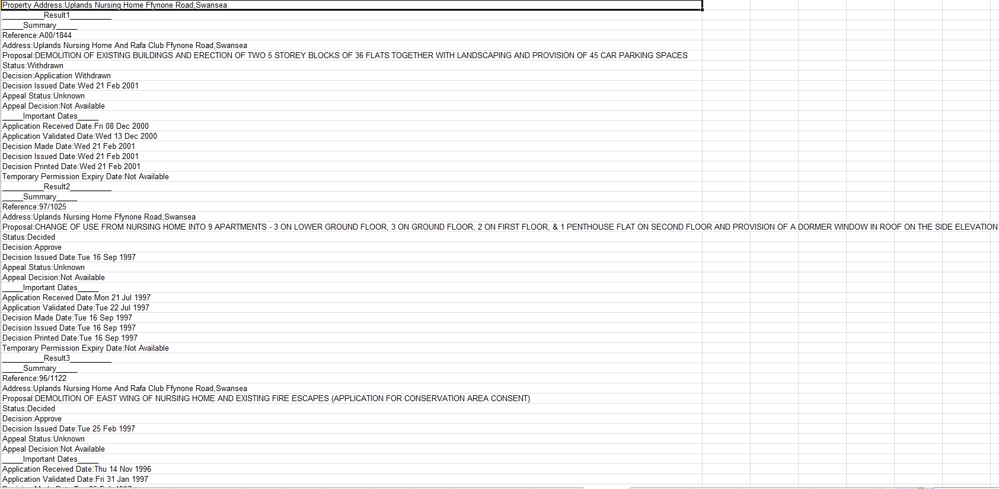 Property Address:Uplands Nursing Home Ffynone Road,Swansea
__________Result1__________
_____Summary_____
Reference:A00/1844
Address:Uplands Nursing Home And Rafa Club Ffynone Road,Swansea
Proposal:DEMOLITION OF EXISTING BUILDINGS AND ERECTION OF TWO 5 STOREY BLOCKS OF 36 FLATS TOGETHER WITH LANDSCAPING AND PROVISION OF 45 CAR PARKING SPACES
Status:Withdrawn
Decision:Application Withdrawn
Decision Issued Date:Wed 21 Feb 2001
Appeal Status:Unknown
Appeal Decision:Not Available
_____Important Dates_____
Application Received Date:Fri 08 Dec 2000
Application Validated Date:Wed 13 Dec 2000
Decision Made Date:Wed 21 Feb 2001
Decision Issued Date:Wed 21 Feb 2001
Decision Printed Date:Wed 21 Feb 2001
Temporary Permission Expiry Date:Not Available
__________Result2__________
_____Summary_____
Reference:97/1025
Address:Uplands Nursing Home Ffynone Road,Swansea
Proposal:CHANGE OF USE FROM NURSING HOME INTO 9 APARTMENTS - 3 ON LOWER GROUND FLOOR, 3 ON GROUND FLOOR, 2 ON FIRST FLOOR, & 1 PENTHOUSE FLAT ON SECOND FLOOR AND PROVISION OF A DORMER WINDOW IN ROOF ON THE SIDE ELEVATION
Status:Decided
Decision:Approve
Decision Issued Date:Tue 16 Sep 1997
Appeal Status:Unknown
Appeal Decision:Not Available
_____Important Dates_____
Application Received Date:Mon 21 Jul 1997
Application Validated Date:Tue 22 Jul 1997
Decision Made Date:Tue 16 Sep 1997
Decision Issued Date:Tue 16 Sep 1997
Decision Printed Date:Tue 16 Sep 1997
Temporary Permission Expiry Date:Not Available
__________Result3__________
_____Summary_____
Reference:96/1122
Address:Uplands Nursing Home And Rafa Club Ffynone Road,Swansea
Proposal:DEMOLITION OF EAST WING OF NURSING HOME AND EXISTING FIRE ESCAPES (APPLICATION FOR CONSERVATION AREA CONSENT)
Status:Decided
Decision:Approve
Decision Issued Date:Tue 25 Feb 1997
Appeal Status:Unknown
Appeal Decision:Not Available
_____Important Dates_____
Application Received Date:Thu 14 Nov 1996
Application Validated Date:Fri 31 Jan 1997